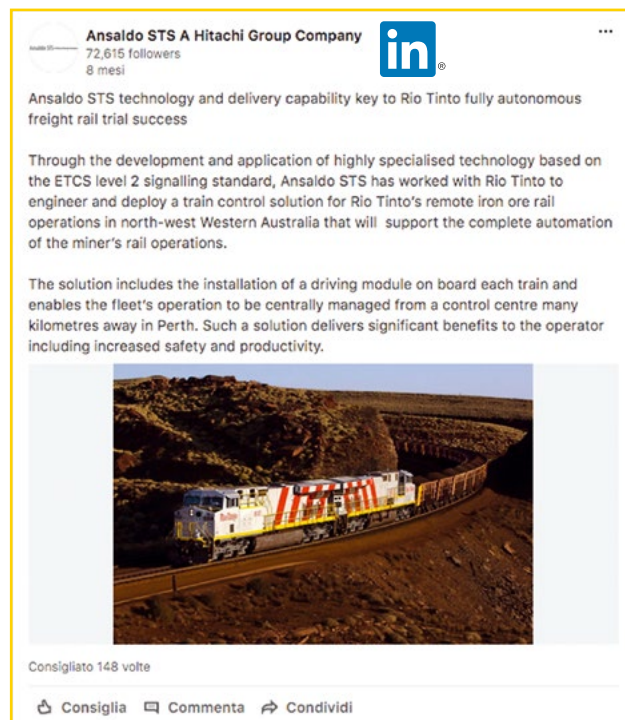 Ansaldo STS A Hitachi Group Company
72,615 followers
8 mesi
in®
Ansaldo STS technology and delivery capability key to Rio Tinto fully autonomous
freight rail trial success
Through the development and application of highly specialised technology based on
the ETCS level 2 signalling standard, Ansaldo STS has worked with Rio Tinto to
engineer and deploy a train control solution for Rio Tinto's remote iron ore rail
operations in north-west Western Australia that will support the complete automation
of the miner's rail operations.
The solution includes the installation of a driving module on board each train and
enables the fleet's operation to be centrally managed from a control centre many
kilometres away in Perth. Such a solution delivers significant benefits to the operator
including increased safety and productivity.
Consigliato 148 volte
Consiglia Commenta Condividi